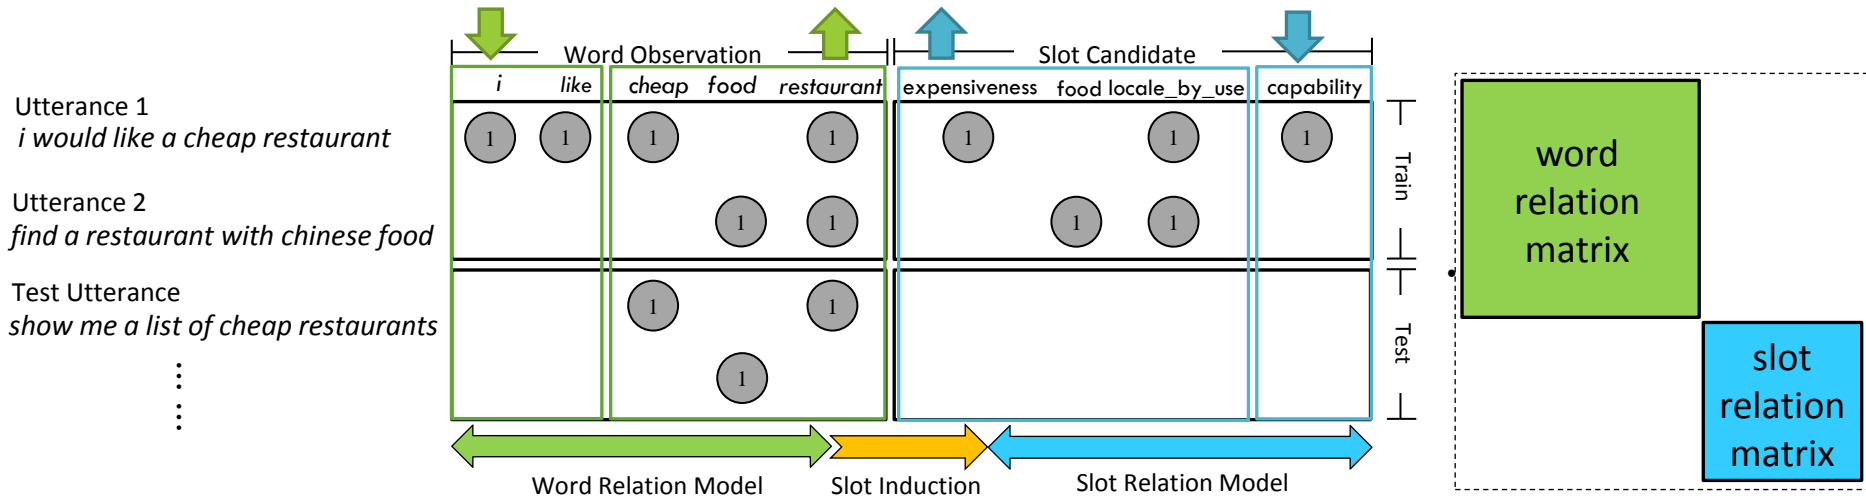 Word Observation
Slot Candidate
i like cheap food restaurant expensiveness food locale_by_use capability
Utterance 1
i would like a cheap restaurant
1 1 1 1 1 1 1
Train
Utterance 2
find a restaurant with chinese food
1 1 1 1
Test Utterance
show me a list of cheap restaurants
1 1
Test
1
Word Relation Model
Slot Induction
Slot Relation Model
word
relation
matrix
slot
relation
matrix